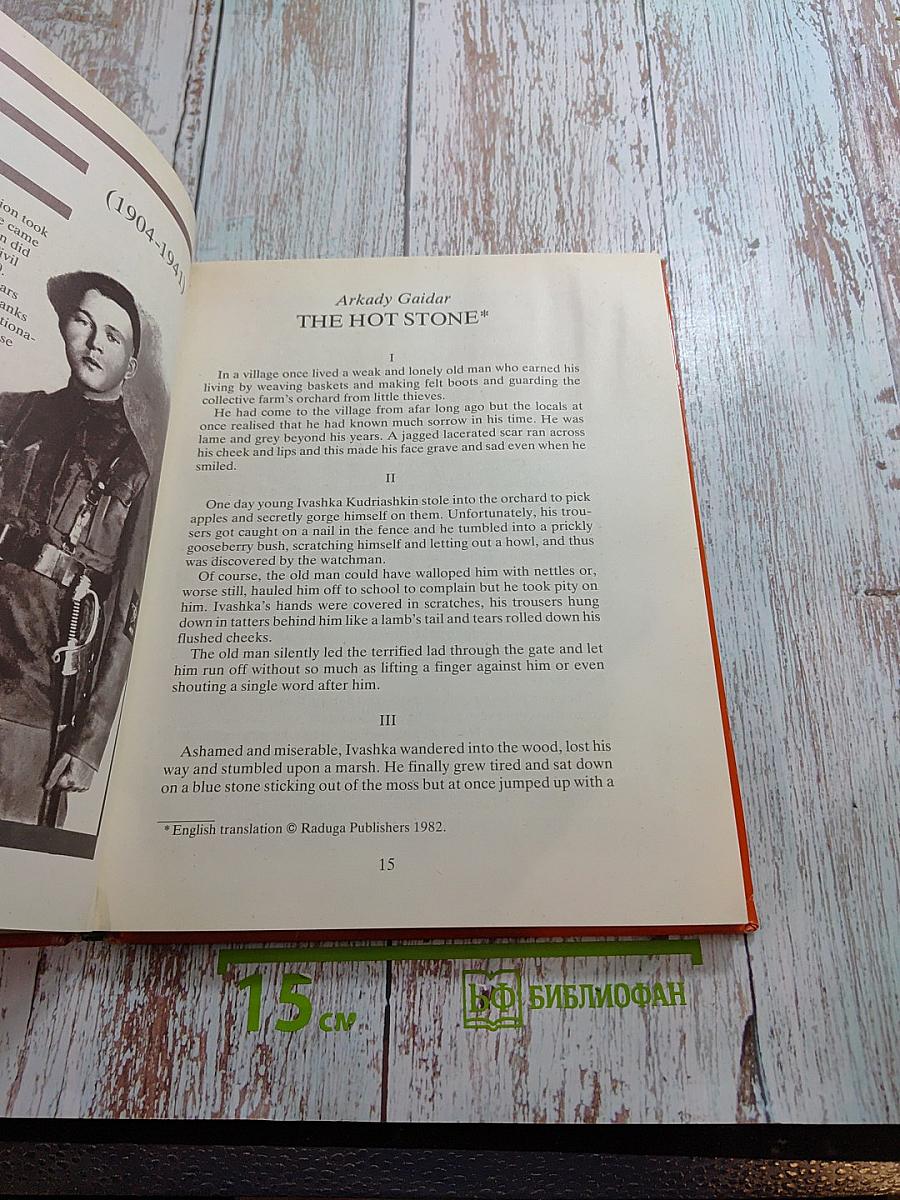 ion took
e came
n did
ivil
ars
anks
tiona-
se
(1904-1941)
Arkady Gaidar
THE HOT STONE*
I
In a village once lived a weak and lonely old man who earned his
living by weaving baskets and making felt boots and guarding the
collective farm's orchard from little thieves.
He had come to the village from afar long ago but the locals at
once realised that he had known much sorrow in his time. He was
lame and grey beyond his years. A jagged lacerated scar ran across
his cheek and lips and this made his face grave and sad even when he
smiled.
II
One day young Ivashka Kudriashkin stole into the orchard to pick
apples and secretly gorge himself on them. Unfortunately, his trou-
sers got caught on a nail in the fence and he tumbled into a prickly
gooseberry bush, scratching himself and letting out a howl, and thus
was discovered by the watchman.
Of course, the old man could have walloped him with nettles or,
worse still, hauled him off to school to complain but he took pity on
him. Ivashka's hands were covered in scratches, his trousers hung
down in tatters behind him like a lamb's tail and tears rolled down his
flushed cheeks.
The old man silently led the terrified lad through the gate and let
him run off without so much as lifting a finger against him or even
shouting a single word after him.
III
Ashamed and miserable, Ivashka wandered into the wood, lost his
way and stumbled upon a marsh. He finally grew tired and sat down
on a blue stone sticking out of the moss but at once jumped up with a
* English translation © Raduga Publishers 1982.
15
15 см
БФ БИБЛИОФАН